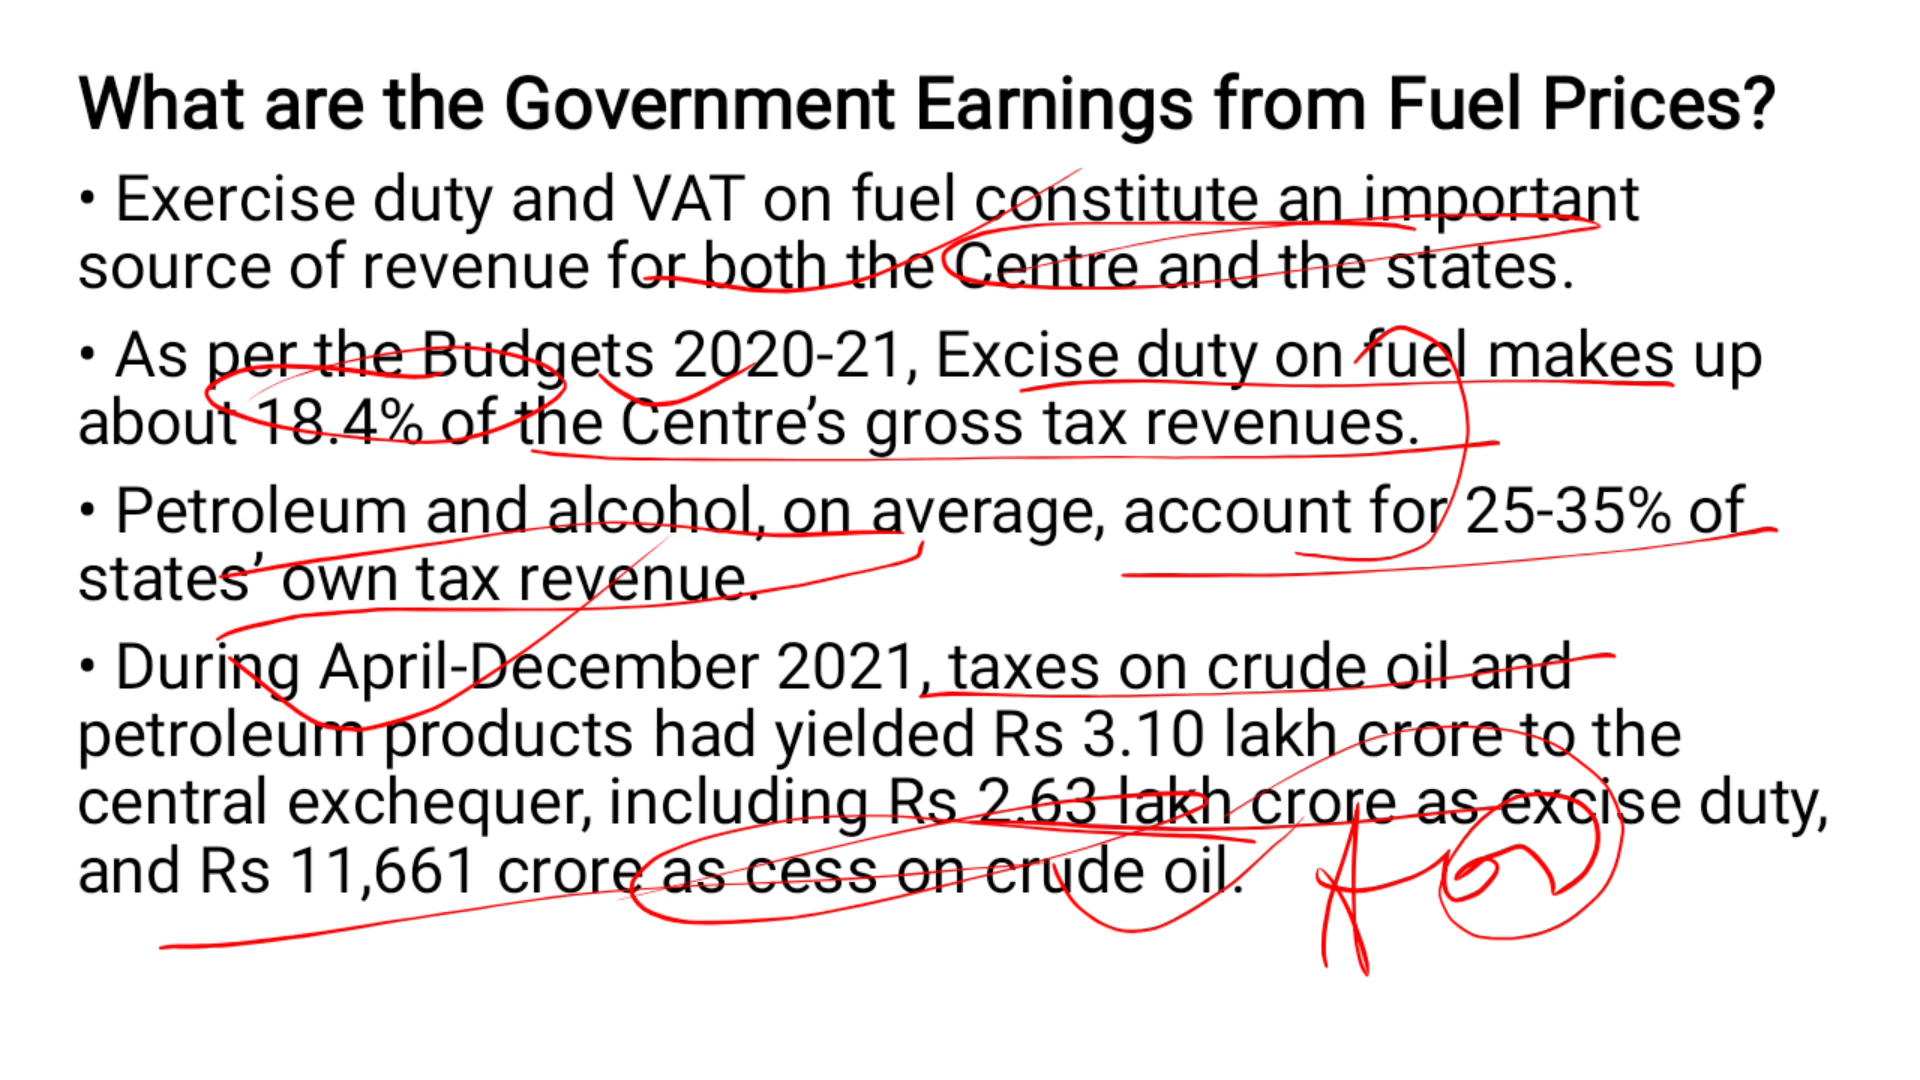 What are the Government Earnings from Fuel Prices?
• Exercise duty and VAT on fuel constitute an important
source of revenue for both the Centre and the states.
• As per the Budgets 2020-21, Excise duty on fuel makes up
about 18.4% of the Centre’s gross tax revenues.
• Petroleum and alcohol, on average, account for 25-35% of
states’ own tax revenue.
• During April-December 2021, taxes on crude oil and
petroleum products had yielded Rs 3.10 lakh crore to the
central exchequer, including Rs 2.63 lakh crore as excise duty,
and Rs 11,661 crore as cess on crude oil.